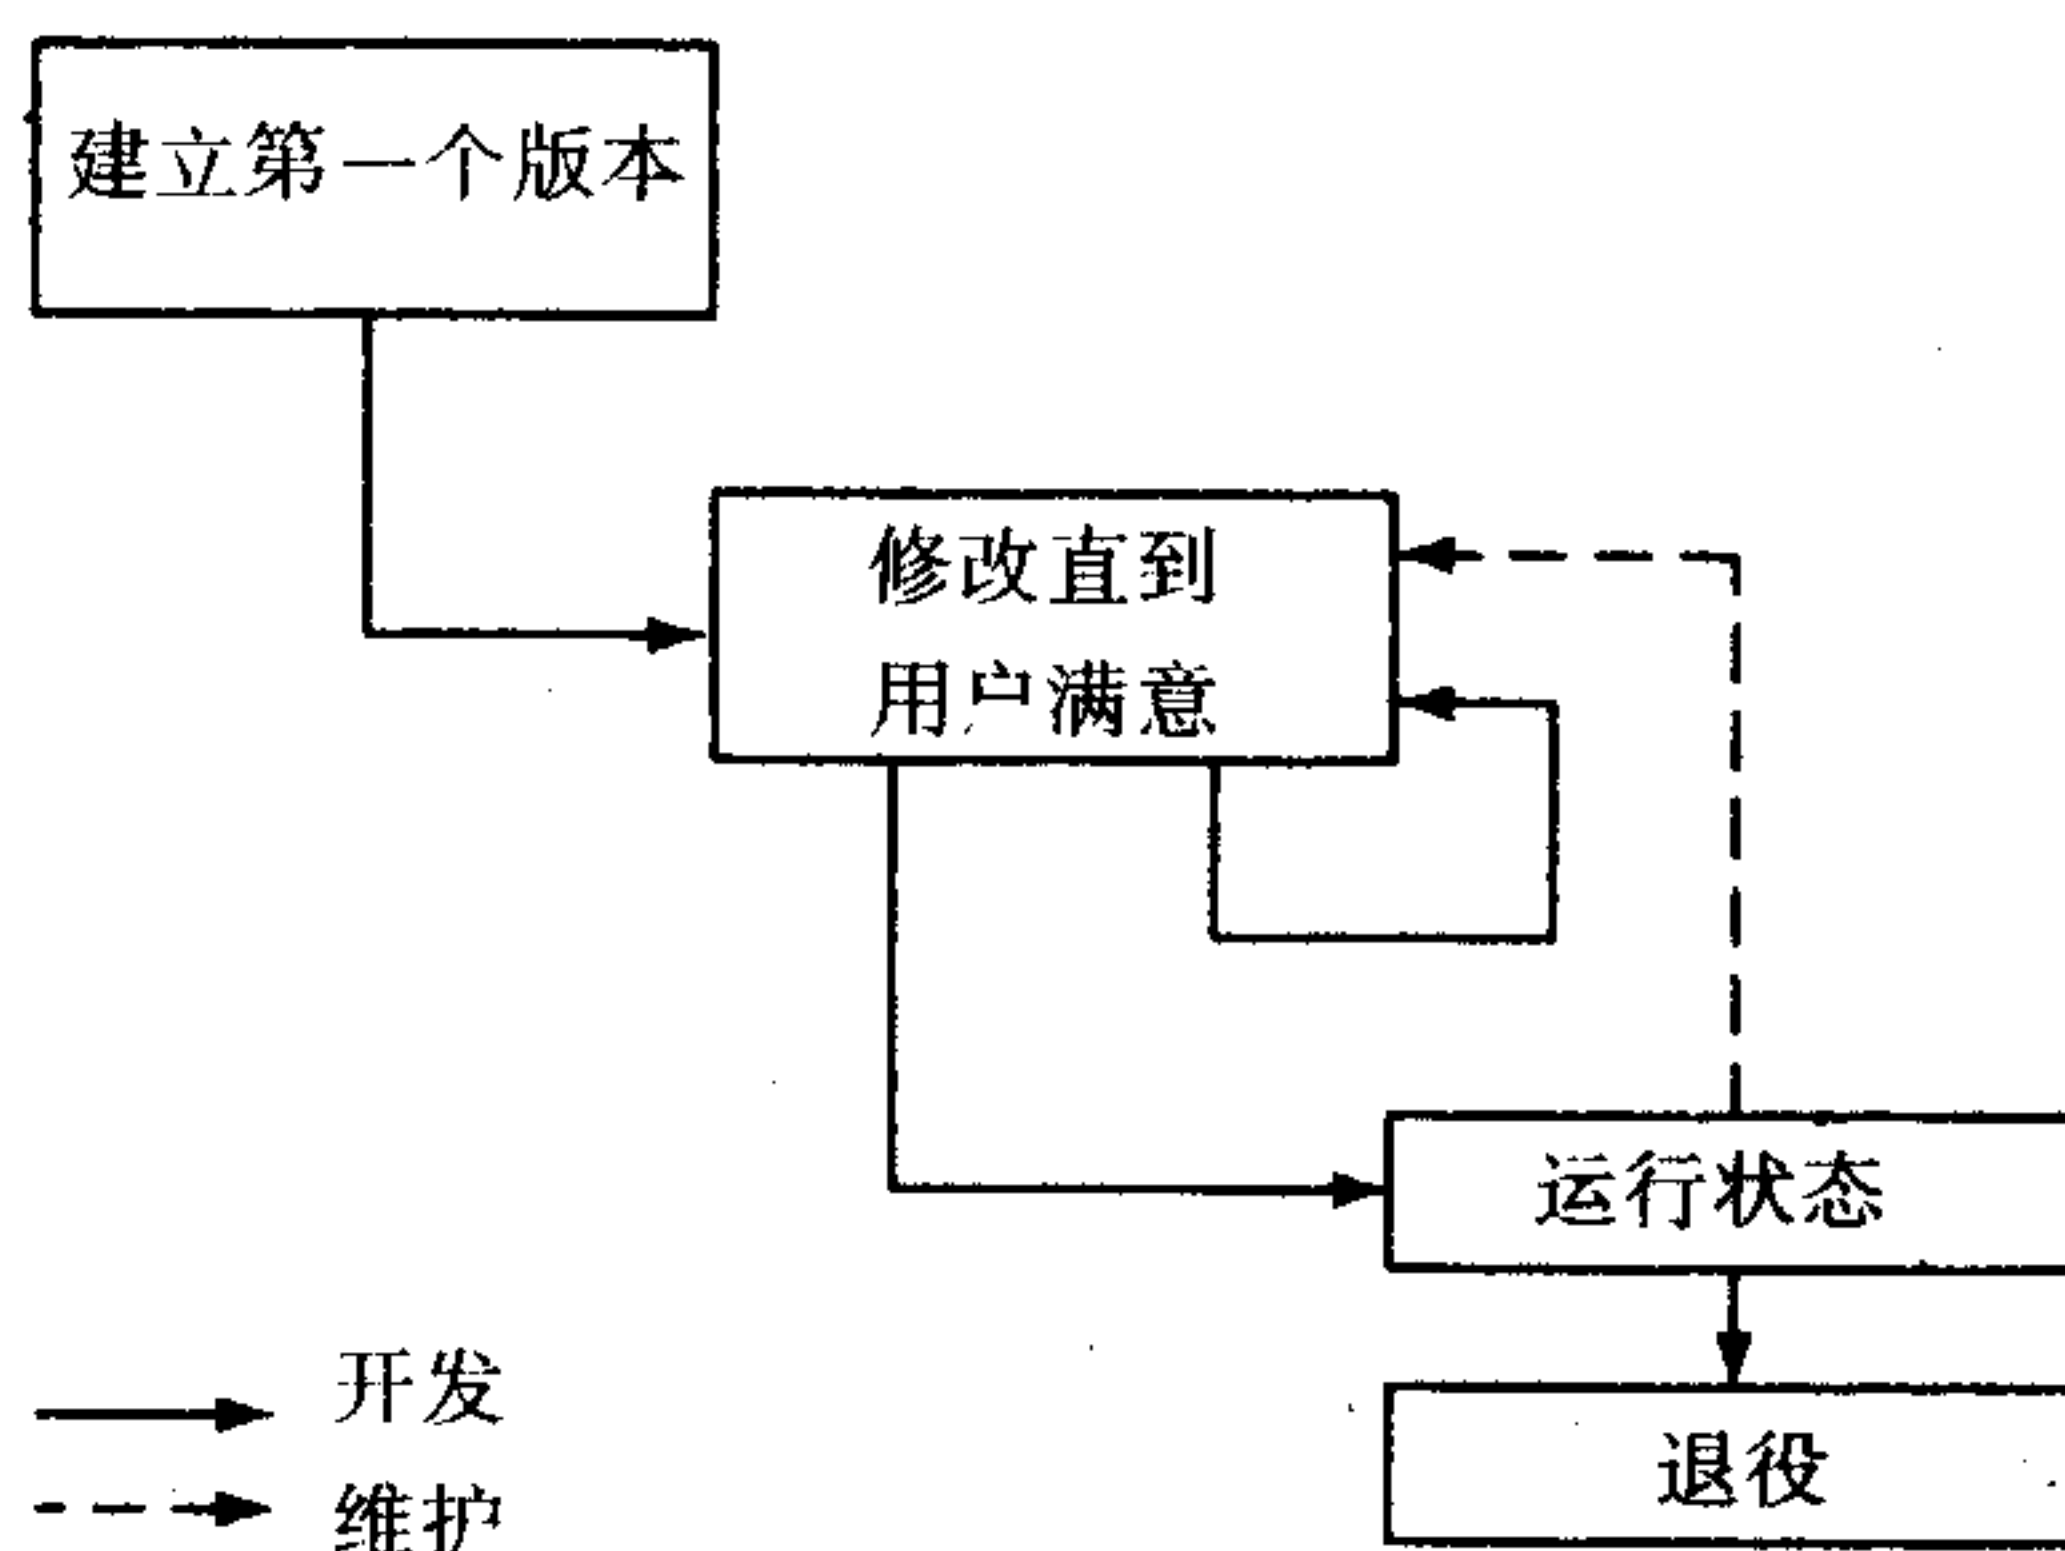 建立第一个版本
修改直到
用户满意
运行状态
退役
开发
维护